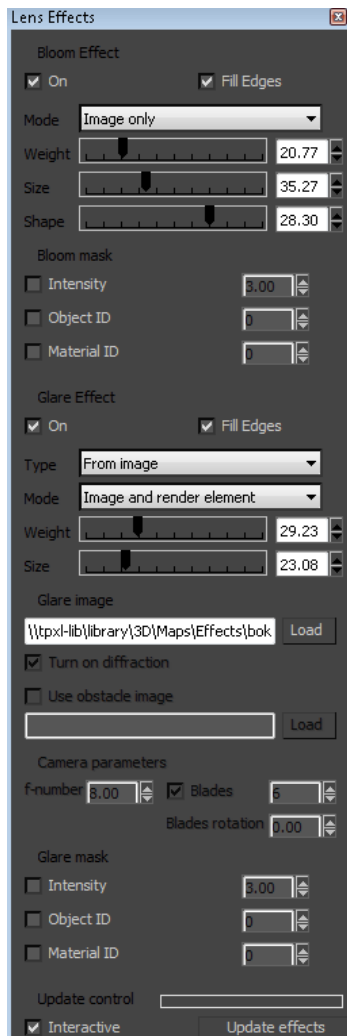 Lens Effects
Bloom Effect
On Fill Edges
Mode Image only
Weight 20.77
Size 35.27
Shape 28.30
Bloom mask
Intensity 3.00
Object ID 0
Material ID 0
Glare Effect
On Fill Edges
Type From image
Mode Image and render element
Weight 29.23
Size 23.08
Glare image
\\tpxl-lib\library\3D\Maps\Effects\bok Load
Turn on diffraction
Use obstacle image
Load
Camera parameters
f-number 8.00 Blades 6
Blades rotation 0.00
Glare mask
Intensity 3.00
Object ID 0
Material ID 0
Update control
Interactive Update effects